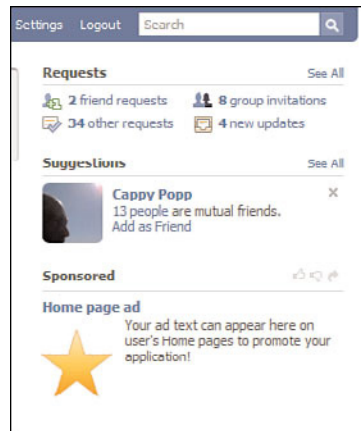 Settings Logout Search
Requests See All
2 friend requests 8 group invitations
34 other requests 4 new updates
Suggestions See All
Cappy Popp
13 people are mutual friends.
Add as Friend
Sponsored
Home page ad
Your ad text can appear here on
user's Home pages to promote your
application!